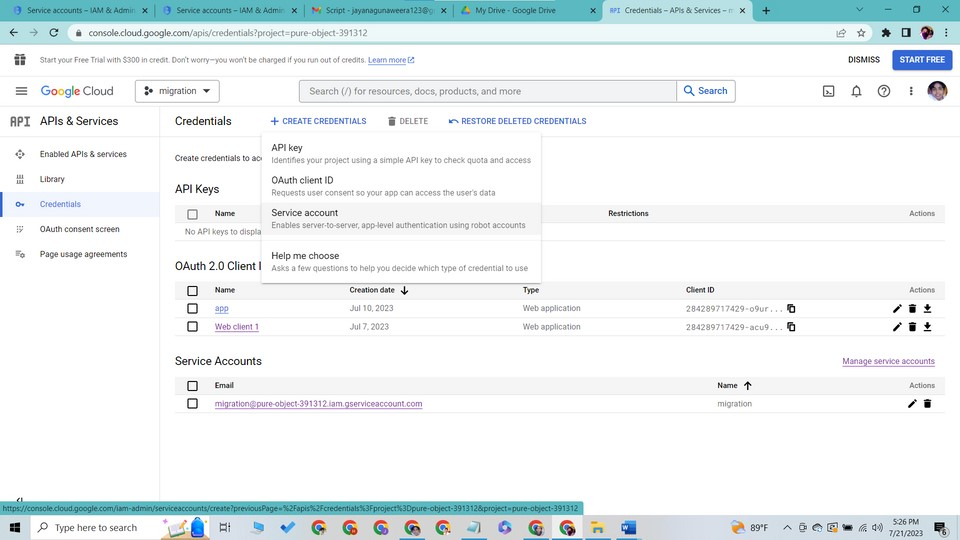 Service accounts – IAM & Admin
Service accounts – IAM & Admin
Script - jayanagunaweera123@g
My Drive - Google Drive
API Credentials – APIs & Services – m
console.cloud.google.com/apis/credentials?project=pure-object-391312
Start your Free Trial with $300 in credit. Don't worry—you won't be charged if you run out of credits. Learn more
DISMISS
START FREE
Google Cloud
migration
Search (/) for resources, docs, products, and more
Search
API APIs & Services
Credentials
+ CREATE CREDENTIALS
DELETE
RESTORE DELETED CREDENTIALS
Enabled APIs & services
Library
Credentials
OAuth consent screen
Page usage agreements
Create credentials to acc
API key
Identifies your project using a simple API key to check quota and access
OAuth client ID
Requests user consent so your app can access the user's data
Service account
Enables server-to-server, app-level authentication using robot accounts
Help me choose
Asks a few questions to help you decide which type of credential to use
API Keys
Name
Restrictions
Actions
No API keys to displa
OAuth 2.0 Client I
Name Creation date Type Client ID Actions
app Jul 10, 2023 Web application 284289717429-o9ur...
Web client 1 Jul 7, 2023 Web application 284289717429-acu9...
Service Accounts
Manage service accounts
Email Name Actions
migration@pure-object-391312.iam.gserviceaccount.com migration
https://console.cloud.google.com/iam-admin/serviceaccounts/create?previousPage=%2Fapis%2Fcredentials%3Fproject%3Dpure-object-391312&project=pure-object-391312
Type here to search
89°F
5:26 PM
7/21/2023
6